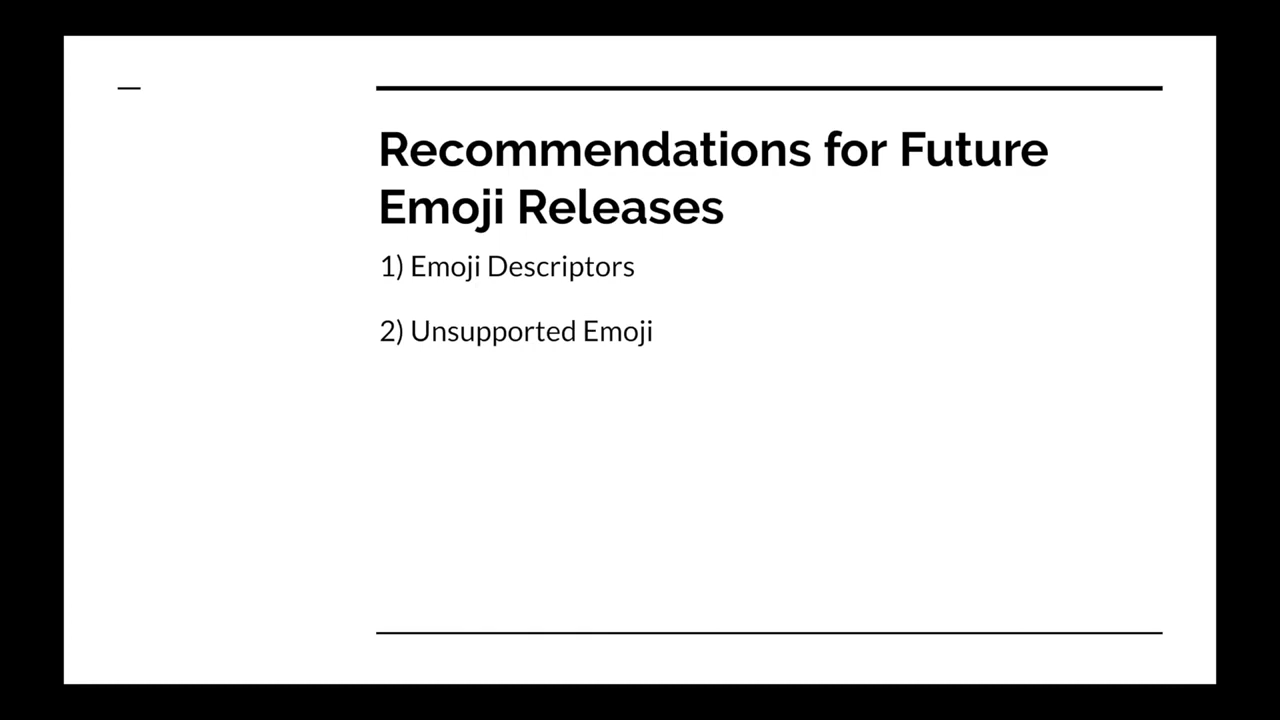 Recommendations for Future
Emoji Releases
1) Emoji Descriptors
2) Unsupported Emoji